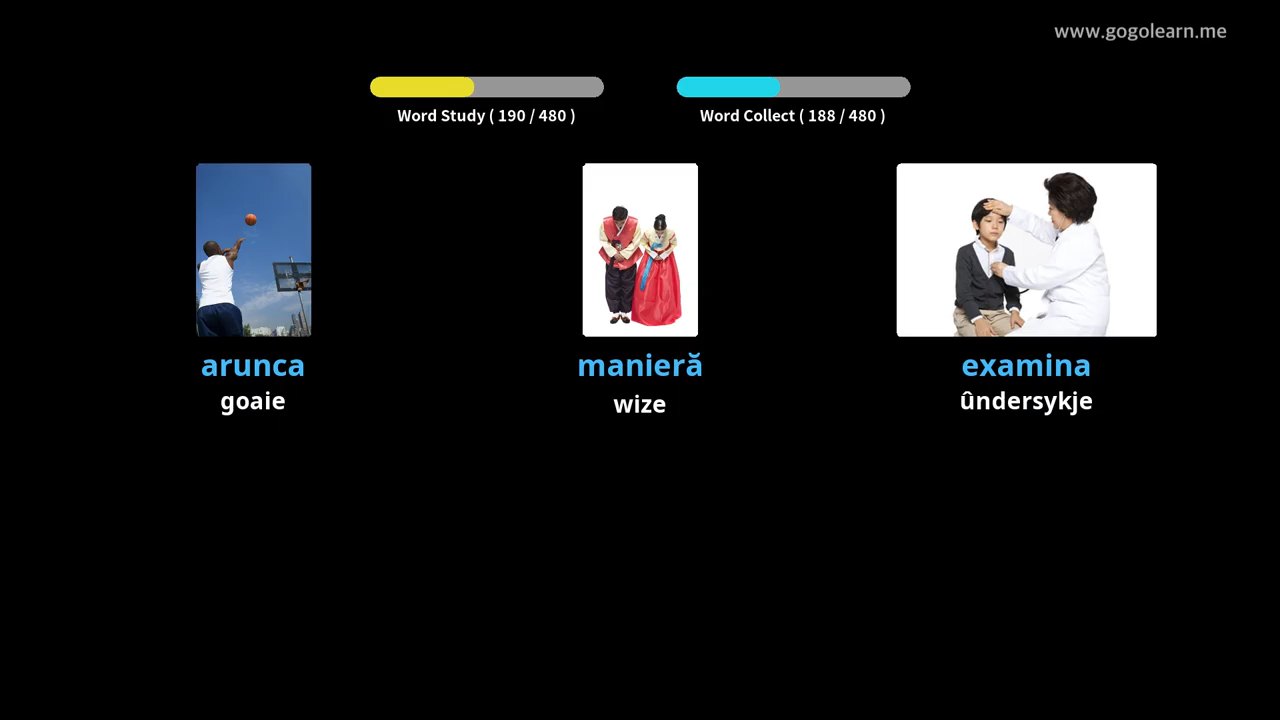 www.gogolearn.me
Word Study ( 190 / 480 )
Word Collect ( 188 / 480 )
arunca
goaie
manieră
wize
examina
ûndersykje